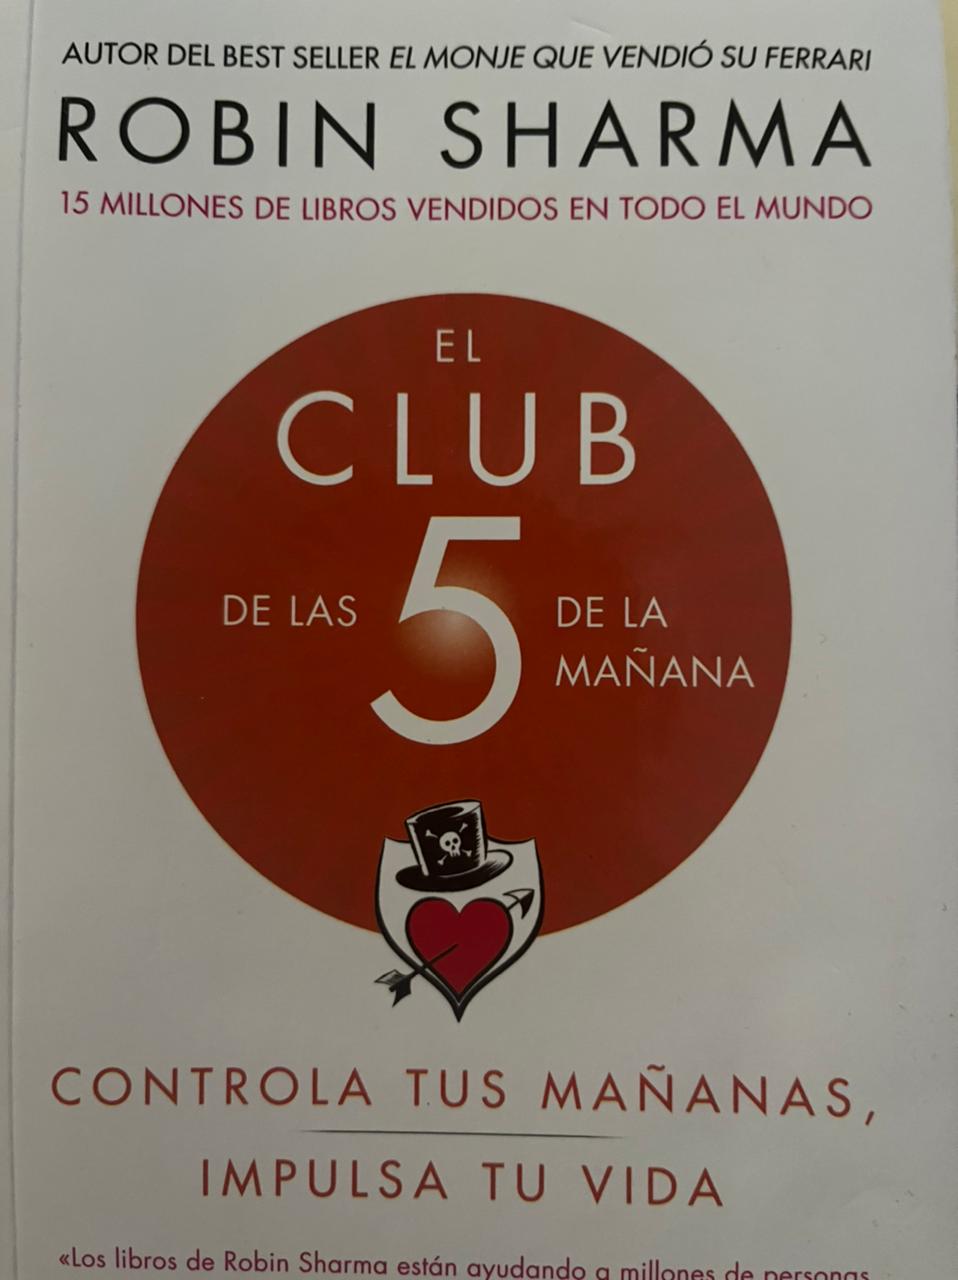 AUTOR DEL BEST SELLER EL MONJE QUE VENDIÓ SU FERRARI
ROBIN SHARMA
15 MILLONES DE LIBROS VENDIDOS EN TODO EL MUNDO
EL
CLUB
DE LAS 5 DE LA
MAÑANA
CONTROLA TUS MAÑANAS,
IMPULSA TU VIDA
«Los libros de Robin Sharma están ayudando a millones de personas